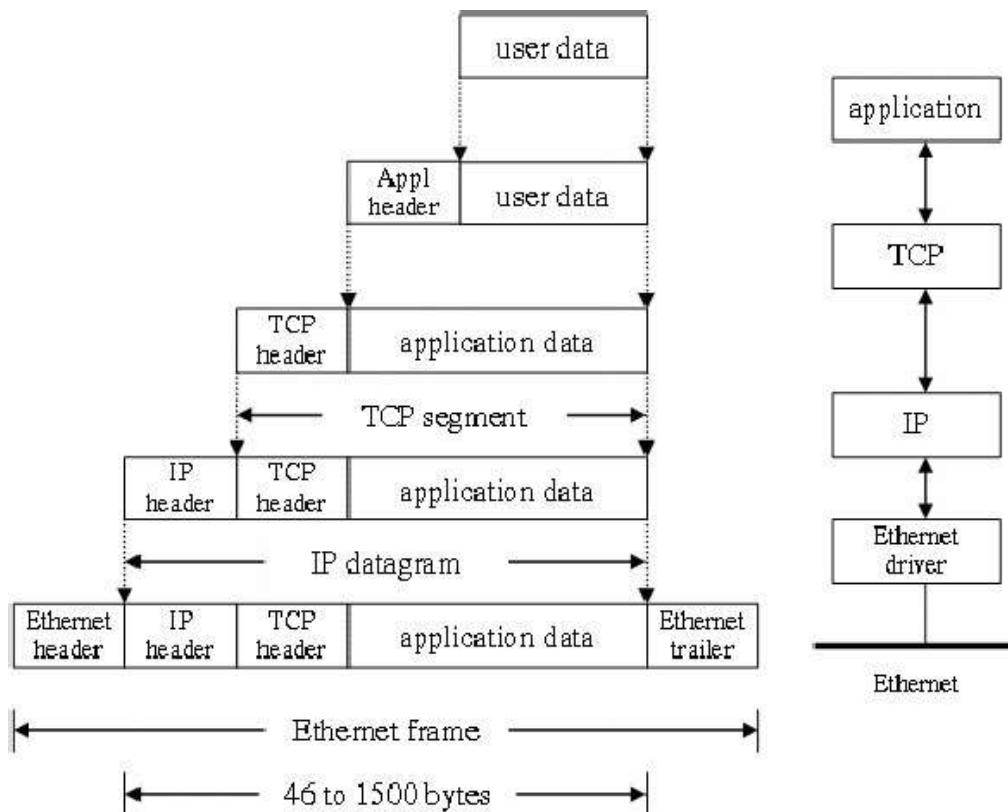 user data
application
Appl
header
user data
TCP
TCP
header
application data
TCP segment
IP
IP
header
TCP
header
application data
Ethernet
driver
IP datagram
Ethernet
header
IP
header
TCP
header
application data
Ethernet
trailer
Ethernet
Ethernet frame
46 to 1500 bytes